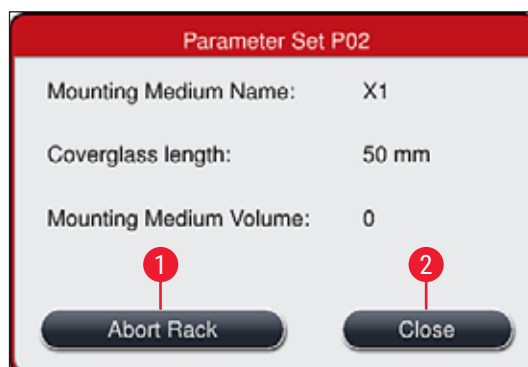 Parameter Set P02
Mounting Medium Name: X1
Coverglass length: 50 mm
Mounting Medium Volume: 0
1 2
Abort Rack Close